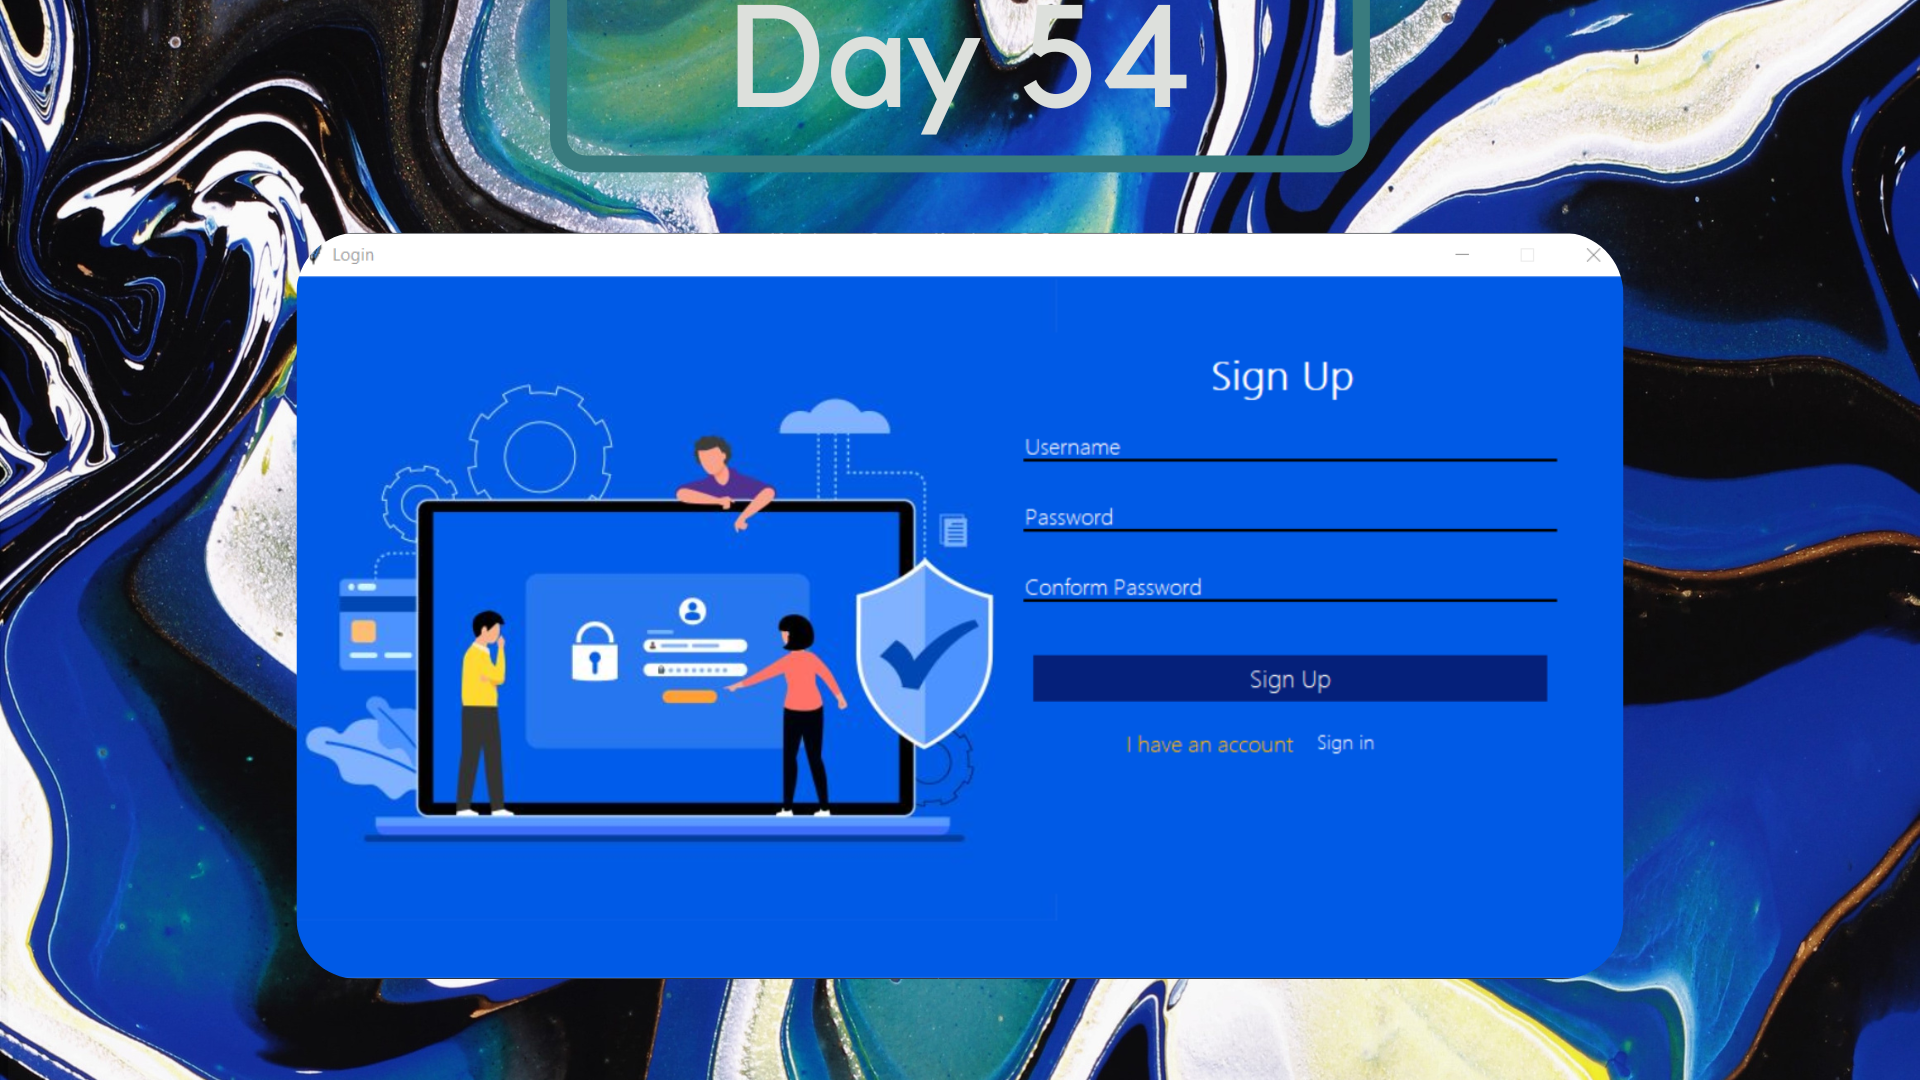 Day 54
Login
Sign Up
Username
Password
Conform Password
Sign Up
I have an account Sign in